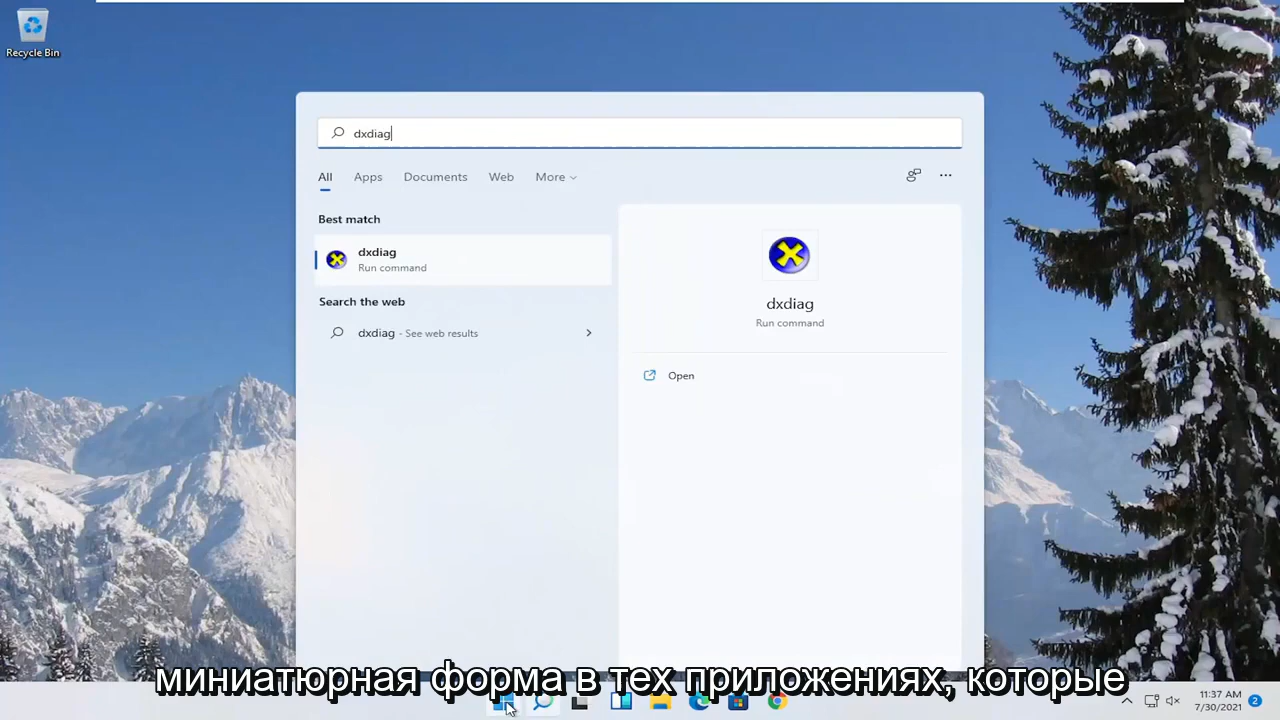 Recycle Bin
dxdiag
All Apps Documents Web More
Best match
dxdiag
Run command
Search the web
dxdiag - See web results
dxdiag
Run command
Open
миниатюрная форма в тех приложениях, которые
11:37 AM
7/30/2021
2